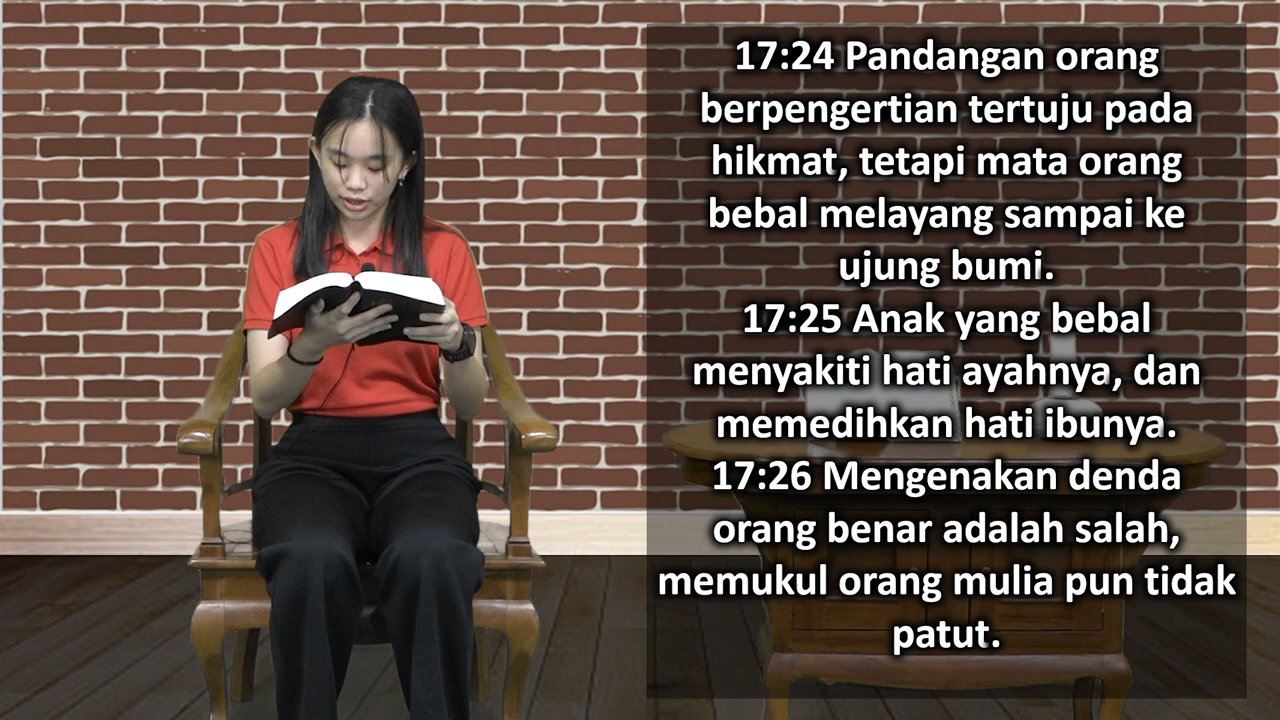 17:24 Pandangan orang
berpengertian tertuju pada
hikmat, tetapi mata orang
bebal melayang sampai ke
ujung bumi.
17:25 Anak yang bebal
menyakiti hati ayahnya, dan
memedihkan hati ibunya.
17:26 Mengenakan denda
orang benar adalah salah,
memukul orang mulia pun tidak
patut.